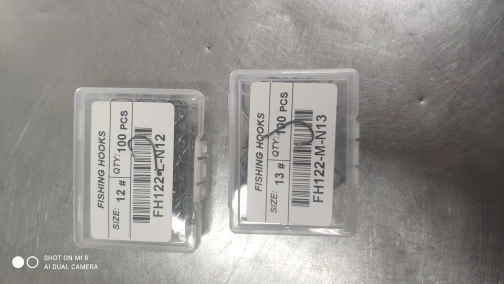 FISHING HOOKS
SIZE: 12 # QTY: 100 PCS
FH122-L-N12
FISHING HOOKS
SIZE: 13 # QTY: 100 PCS
FH122-M-N13
SHOT ON MI 8
AI DUAL CAMERA